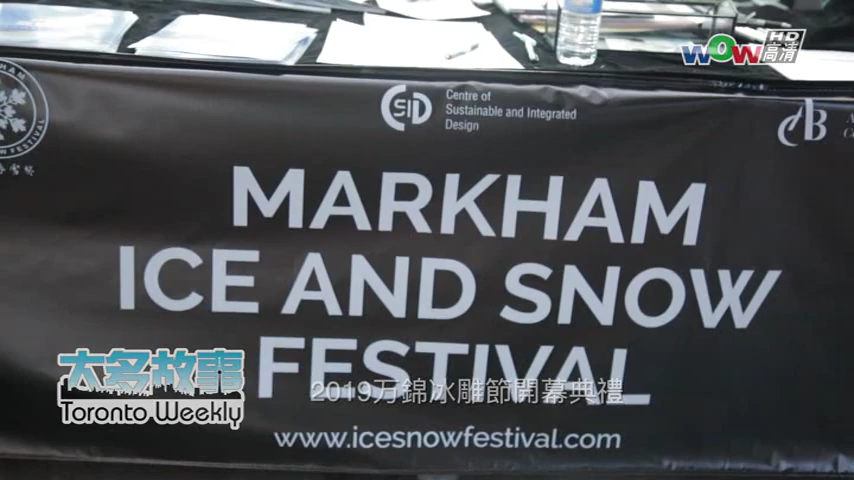 WOW HD
高清
CSID
Centre of
Sustainable and Integrated
Design
MARKHAM
ICE AND SNOW
FESTIVAL
太多故事
Toronto Weekly
2019万錦冰雕節開幕典禮
www.icesnowfestival.com